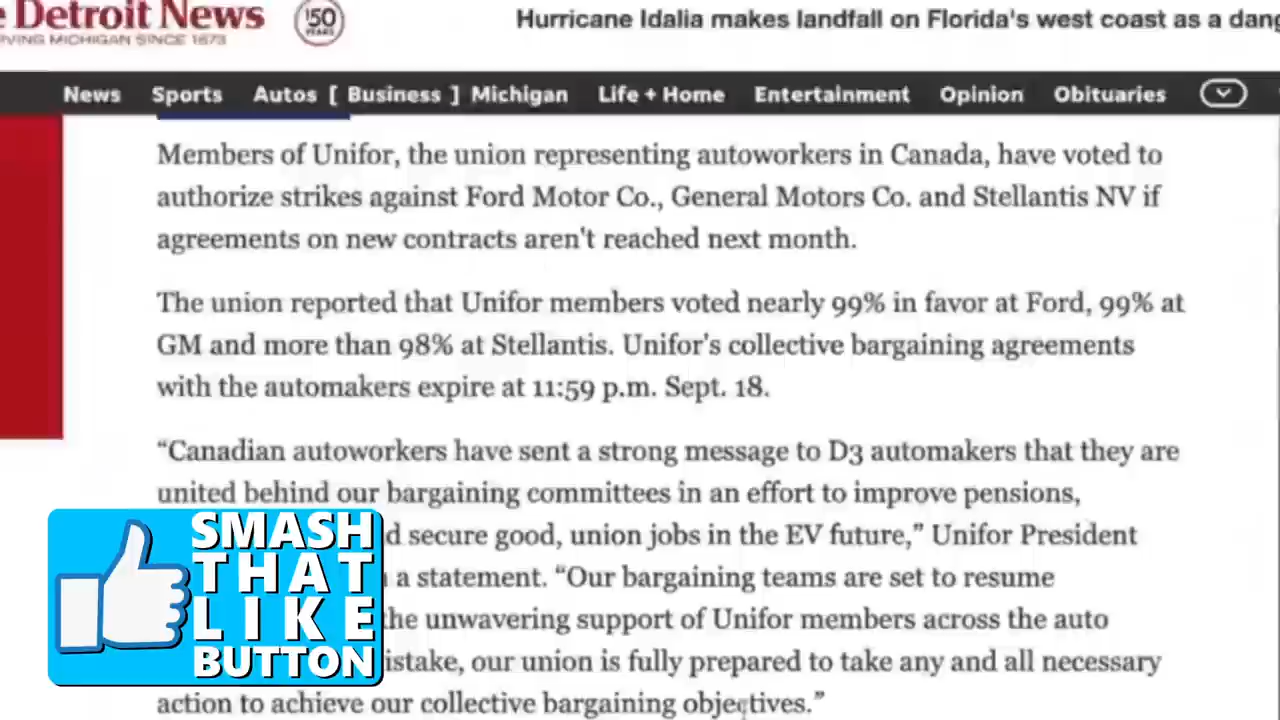 e Detroit News
RVING MICHIGAN SINCE 1873
150
YEARS
Hurricane Idalia makes landfall on Florida's west coast as a dang
News Sports Autos [ Business ] Michigan Life + Home Entertainment Opinion Obituaries
Members of Unifor, the union representing autoworkers in Canada, have voted to
authorize strikes against Ford Motor Co., General Motors Co. and Stellantis NV if
agreements on new contracts aren't reached next month.
The union reported that Unifor members voted nearly 99% in favor at Ford, 99% at
GM and more than 98% at Stellantis. Unifor's collective bargaining agreements
with the automakers expire at 11:59 p.m. Sept. 18.
“Canadian autoworkers have sent a strong message to D3 automakers that they are
united behind our bargaining committees in an effort to improve pensions,
d secure good, union jobs in the EV future,” Unifor President
a statement. “Our bargaining teams are set to resume
the unwavering support of Unifor members across the auto
istake, our union is fully prepared to take any and all necessary
action to achieve our collective bargaining objectives.”
SMASH
THAT
LIKE
BUTTON